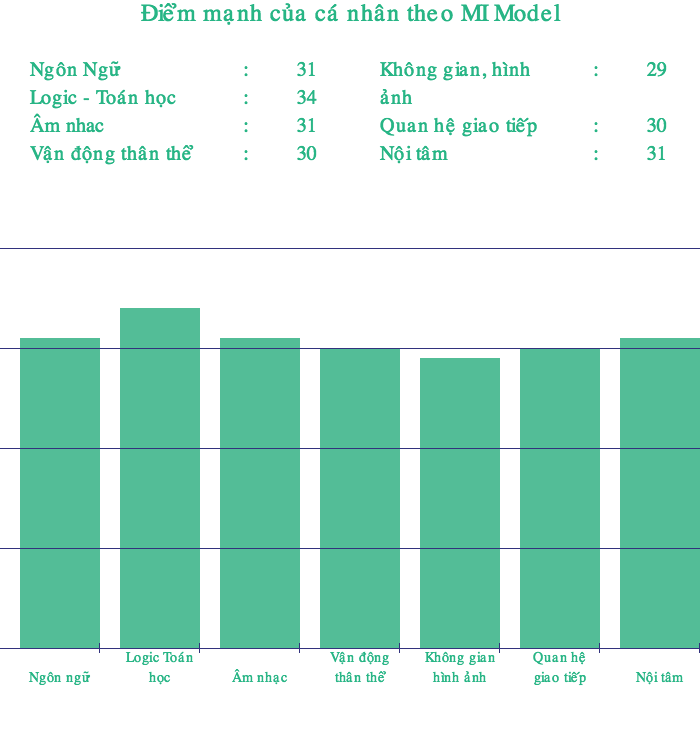 Điểm mạnh của cá nhân theo MI Model
Ngôn Ngữ : 31
Logic - Toán học : 34
Âm nhac : 31
Vận động thân thể : 30
Không gian, hình : 29
ảnh
Quan hệ giao tiếp : 30
Nội tâm : 31
Ngôn ngữ
Logic Toán
học
Âm nhạc
Vận động
thân thể
Không gian
hình ảnh
Quan hệ
giao tiếp
Nội tâm